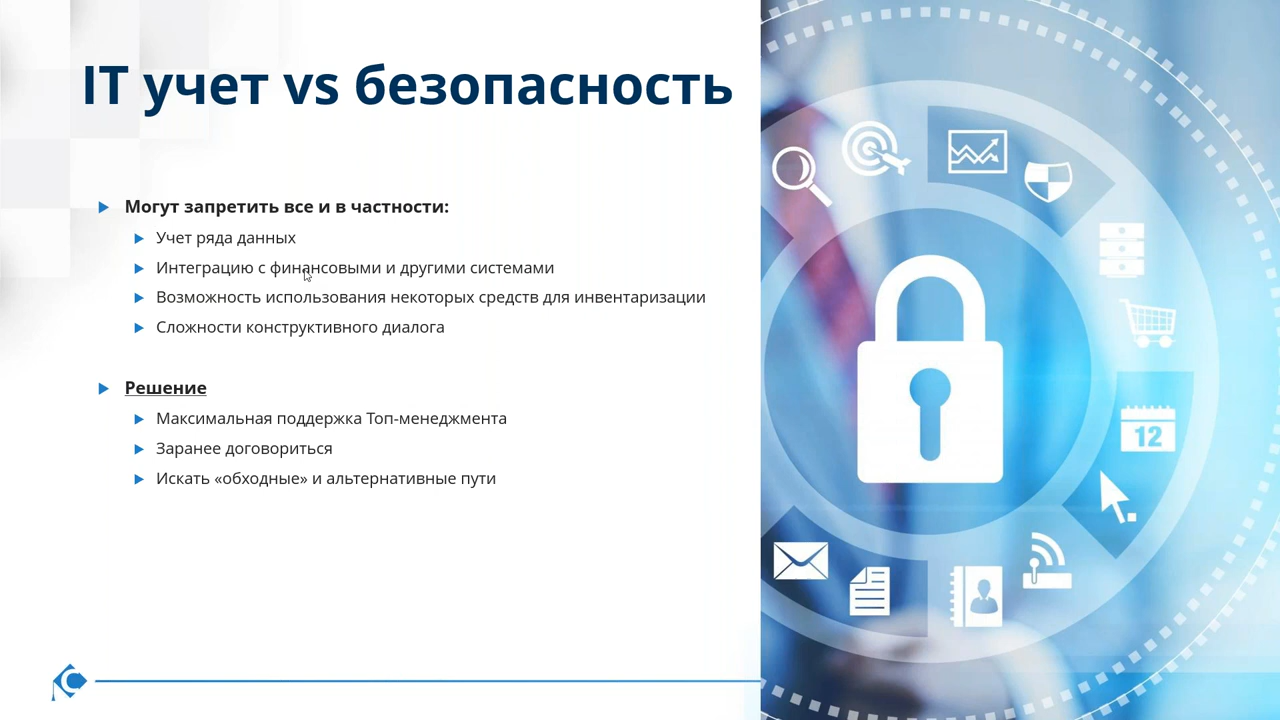 IT учет vs безопасность
Могут запретить все и в частности:
Учет ряда данных
Интеграцию с финансовыми и другими системами
Возможность использования некоторых средств для инвентаризации
Сложности конструктивного диалога
Решение
Максимальная поддержка Топ-менеджмента
Заранее договориться
Искать «обходные» и альтернативные пути
12